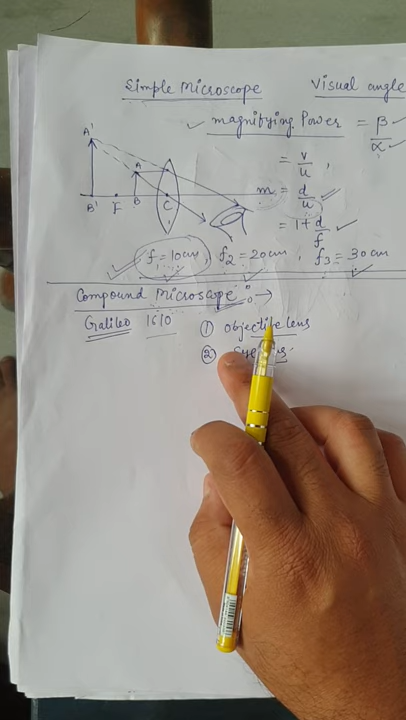 Simple Microscope Visual angle
magnifying Power = β/α
= v/u ,
m = d/u
= 1 + d/f
A'
A
B' F B C
f = 10cm , f2 = 20cm , f3 = 30cm
Compound Microscope : →
Galileo 1610 ① Objective lens
②